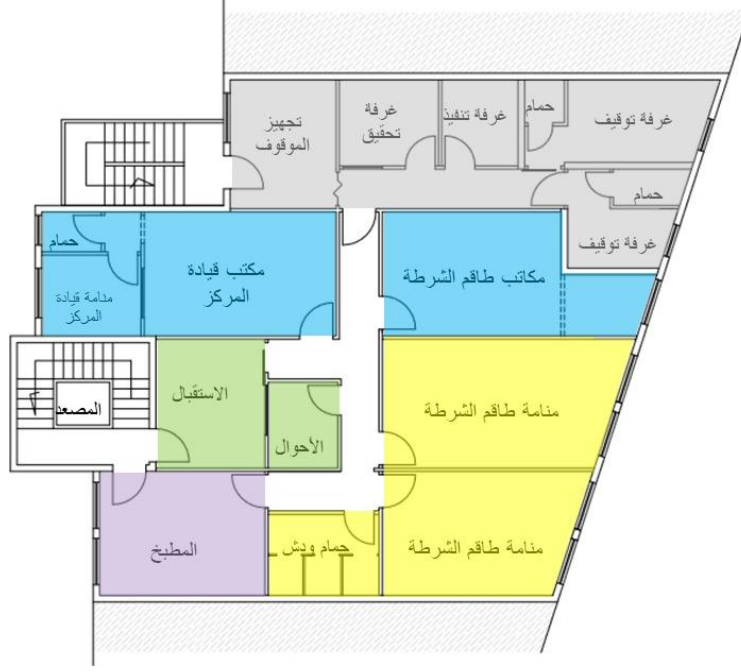 تجهيز
الموقوف
غرفة
تحقيق
غرفة تنفيذ
حمام
غرفة توقيف
حمام
غرفة توقيف
حمام
منامة قيادة
المركز
مكتب قيادة
المركز
مكاتب طاقم الشرطة
المصعد
الاستقبال
الأحوال
منامة طاقم الشرطة
المطبخ
حمام ودش
منامة طاقم الشرطة